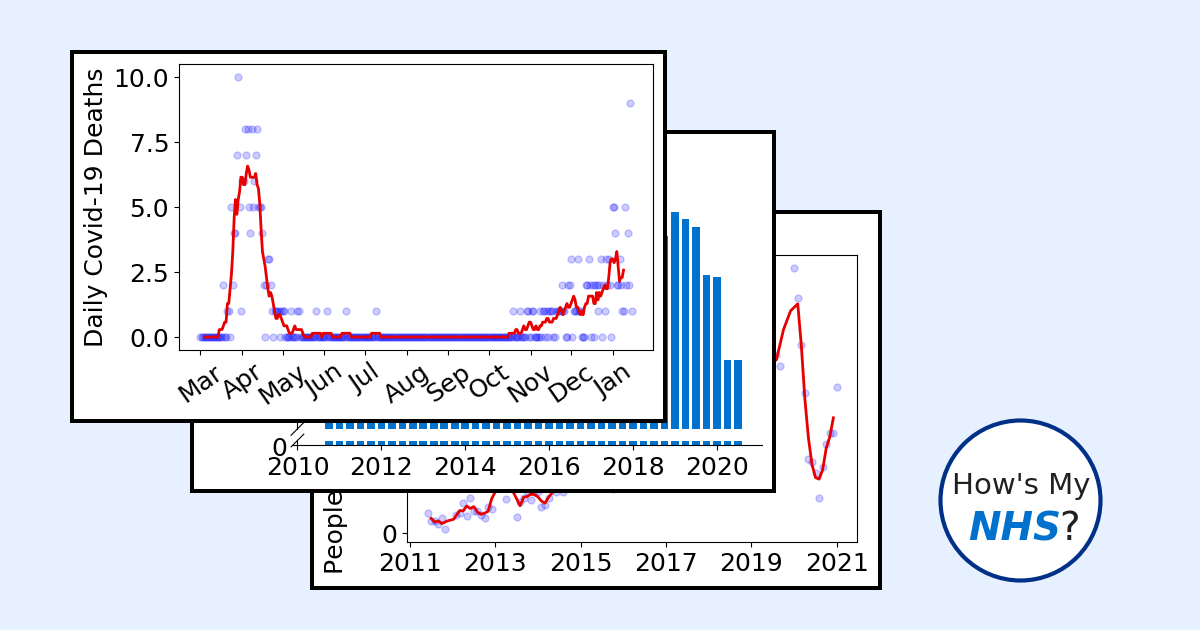 Daily Covid-19 Deaths
10.0
7.5
5.0
2.5
0.0
Mar Apr May Jun Jul Aug Sep Oct Nov Dec Jan
0
2010 2012 2014 2016 2018 2020
People
0
2011 2013 2015 2017 2019 2021
How's My
NHS?